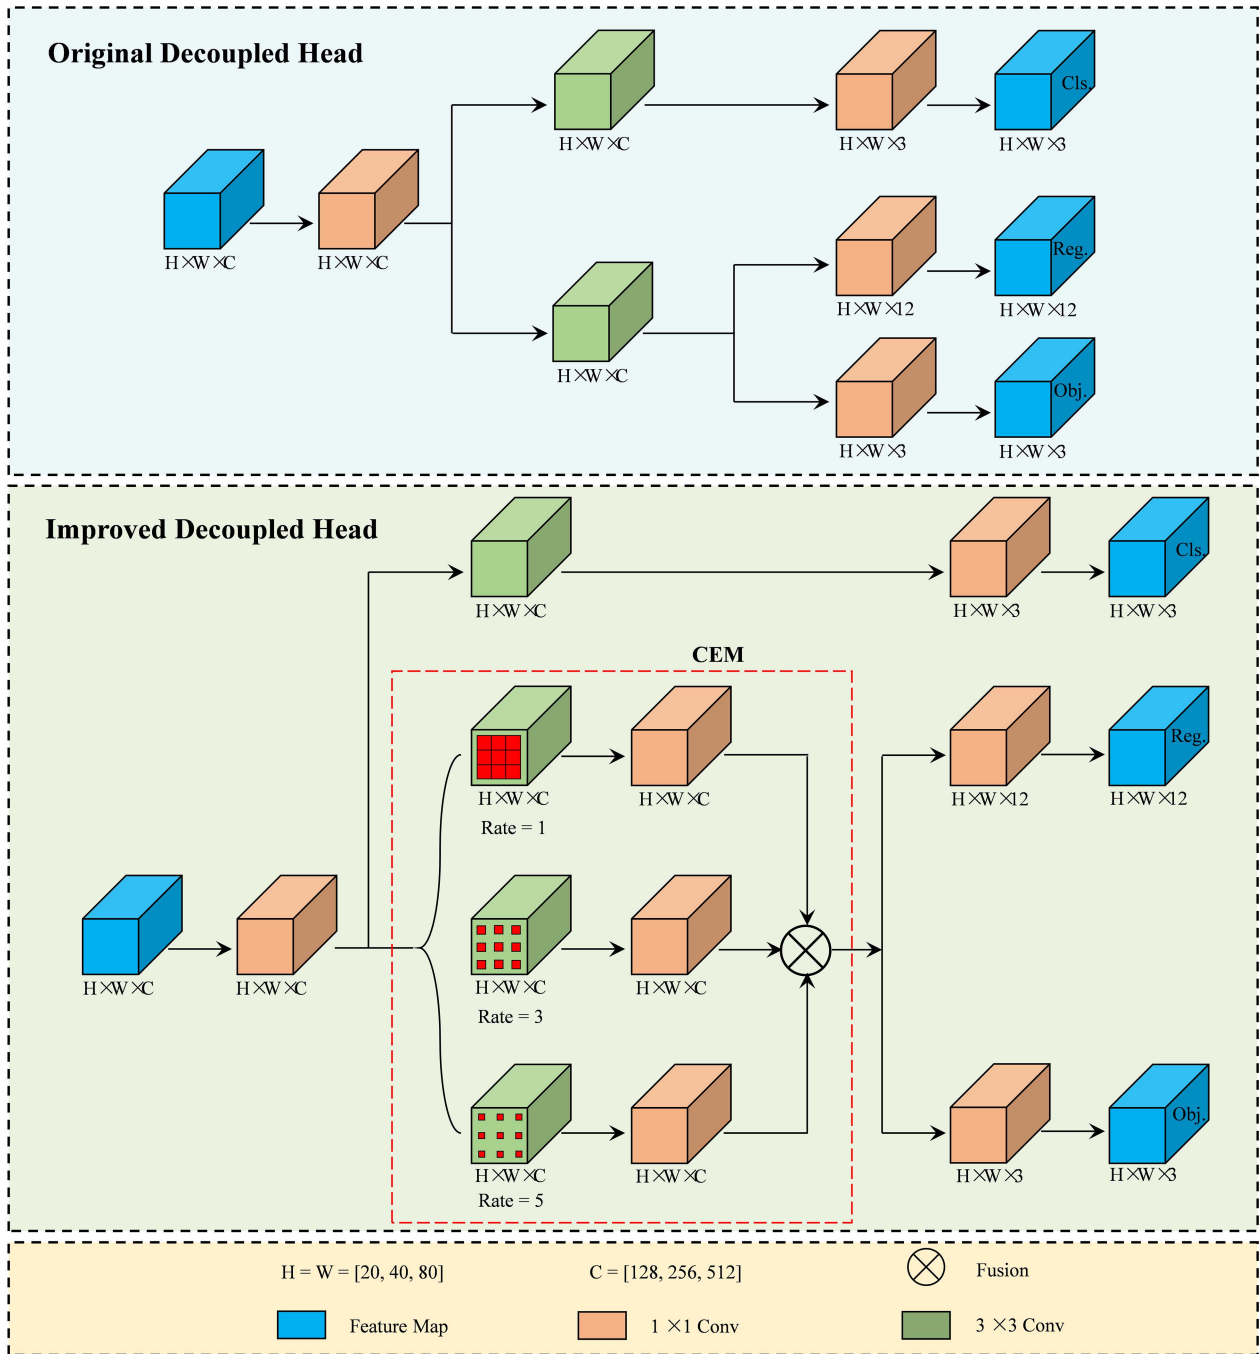 Original Decoupled Head
Cls.
H×W×C
H×W×3
H×W×3
Reg.
H×W×C
H×W×C
H×W×12
H×W×12
Obj.
H×W×C
H×W×3
H×W×3
Improved Decoupled Head
Cls.
H×W×C
H×W×3
H×W×3
CEM
Reg.
H×W×C
H×W×C
H×W×12
H×W×12
Rate = 1
H×W×C
H×W×C
H×W×C
H×W×C
Rate = 3
Obj.
H×W×C
H×W×C
H×W×3
H×W×3
Rate = 5
H = W = [20, 40, 80]
C = [128, 256, 512]
Fusion
Feature Map
1 ×1 Conv
3 ×3 Conv